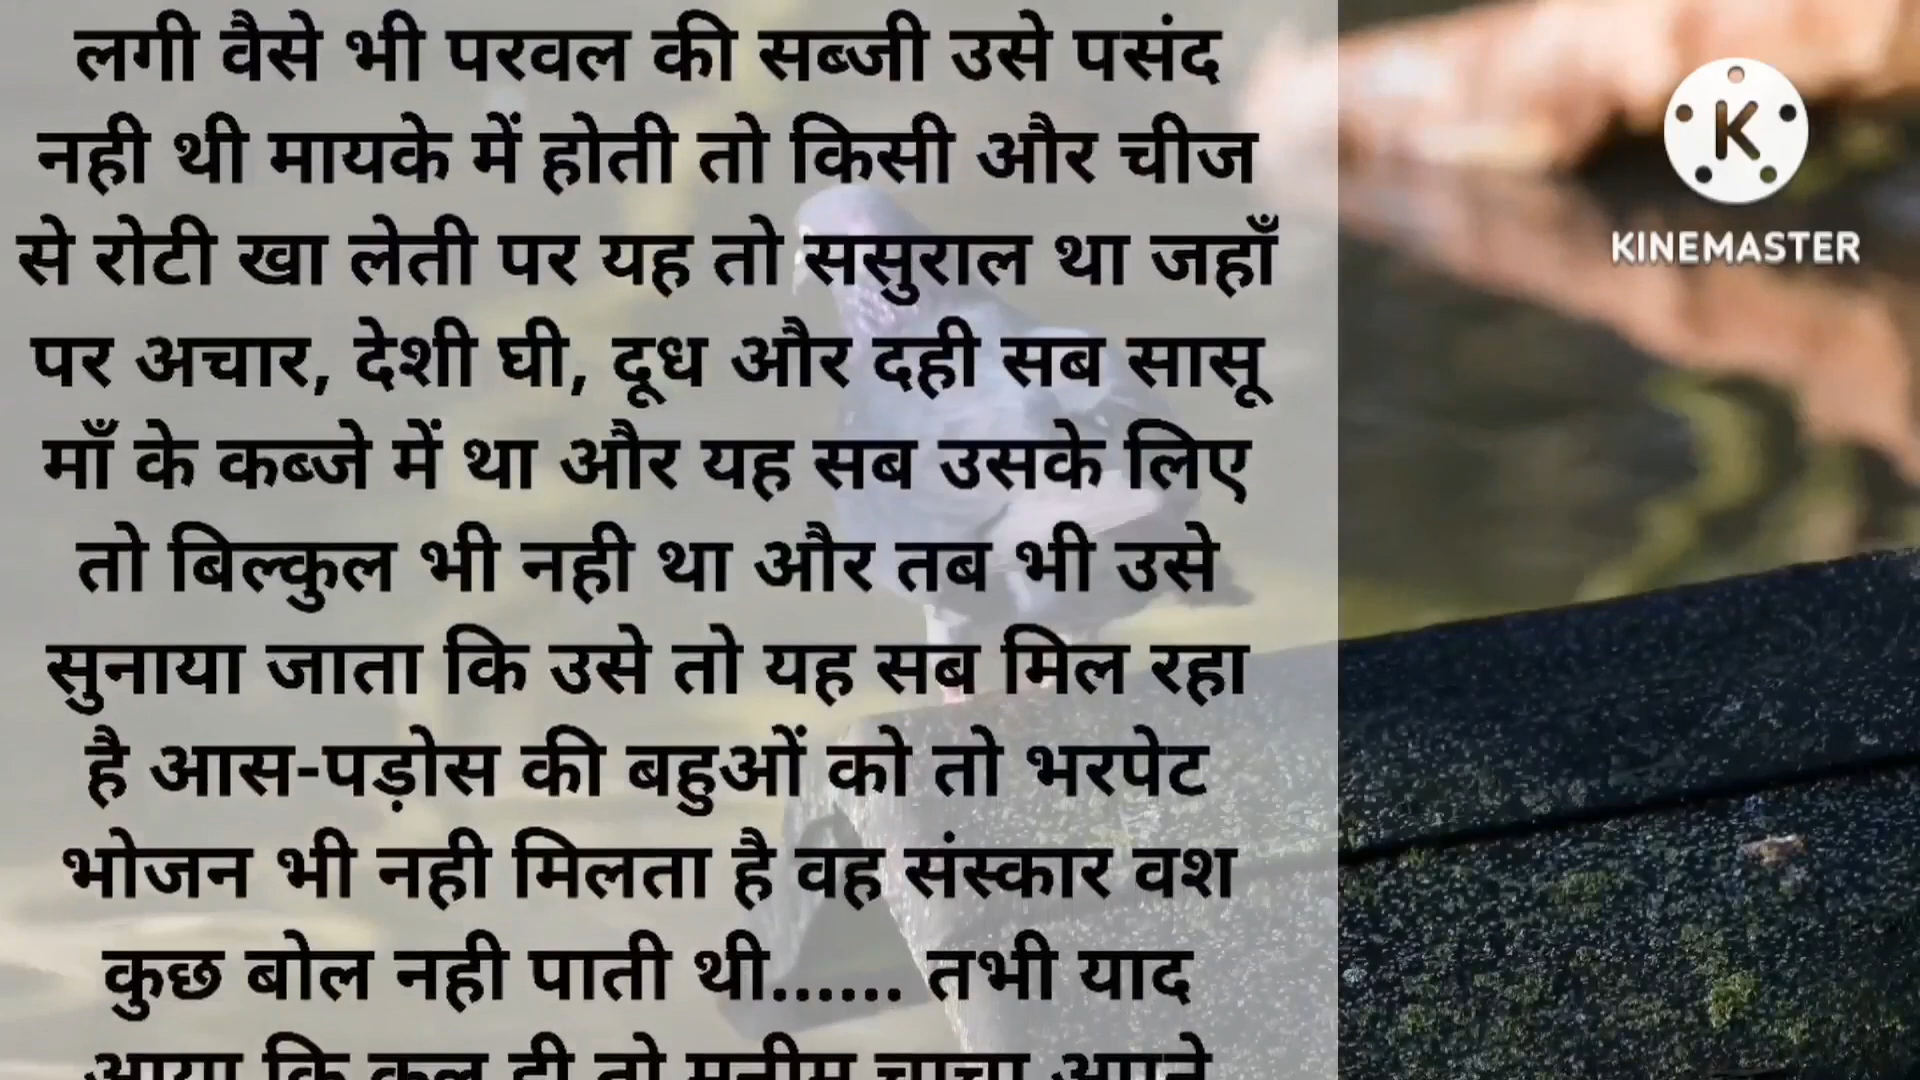 लगी वैसे भी परवल की सब्जी उसे पसंद
नही थी मायके में होती तो किसी और चीज
से रोटी खा लेती पर यह तो ससुराल था जहाँ
पर अचार, देशी घी, दूध और दही सब सासू
माँ के कब्जे में था और यह सब उसके लिए
तो बिल्कुल भी नही था और तब भी उसे
सुनाया जाता कि उसे तो यह सब मिल रहा
है आस-पड़ोस की बहुओं को तो भरपेट
भोजन भी नही मिलता है वह संस्कार वश
कुछ बोल नही पाती थी...... तभी याद
आया कि कल ही तो
K
KINEMASTER